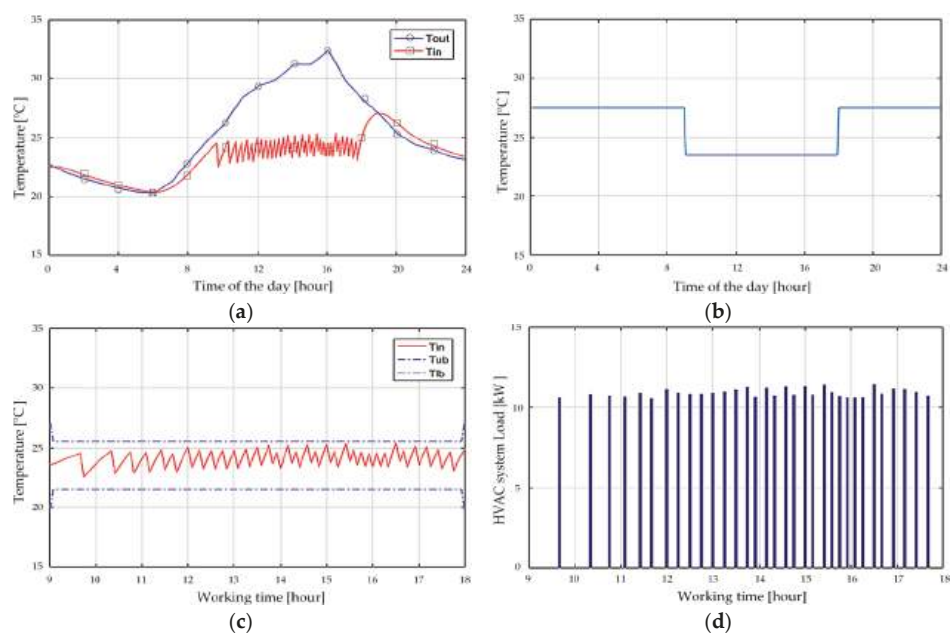 35
30
25
20
15
Temperature [°C]
Tout
Tin
0 4 8 12 16 20 24
Time of the day [hour]
(a)
35
30
25
20
15
Temperature [°C]
0 4 8 12 16 20 24
Time of the day [hour]
(b)
35
30
25
20
15
Temperature [°C]
Tin
Tub
Tlb
9 10 11 12 13 14 15 16 17 18
Working time [hour]
(c)
15
10
5
0
HVAC system Load [kW]
9 10 11 12 13 14 15 16 17 18
Working time [hour]
(d)